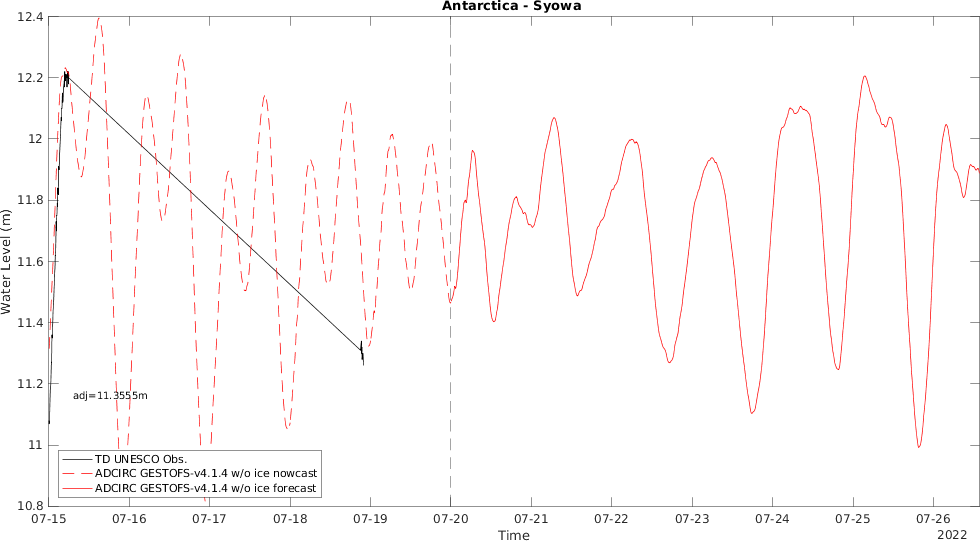 Antarctica - Syowa
12.4
12.2
12
11.8
11.6
11.4
11.2
11
10.8
Water Level (m)
adj=11.3555m
TD UNESCO Obs.
ADCIRC GESTOFS-v4.1.4 w/o ice nowcast
ADCIRC GESTOFS-v4.1.4 w/o ice forecast
07-15 07-16 07-17 07-18 07-19 07-20 07-21 07-22 07-23 07-24 07-25 07-26
Time
2022